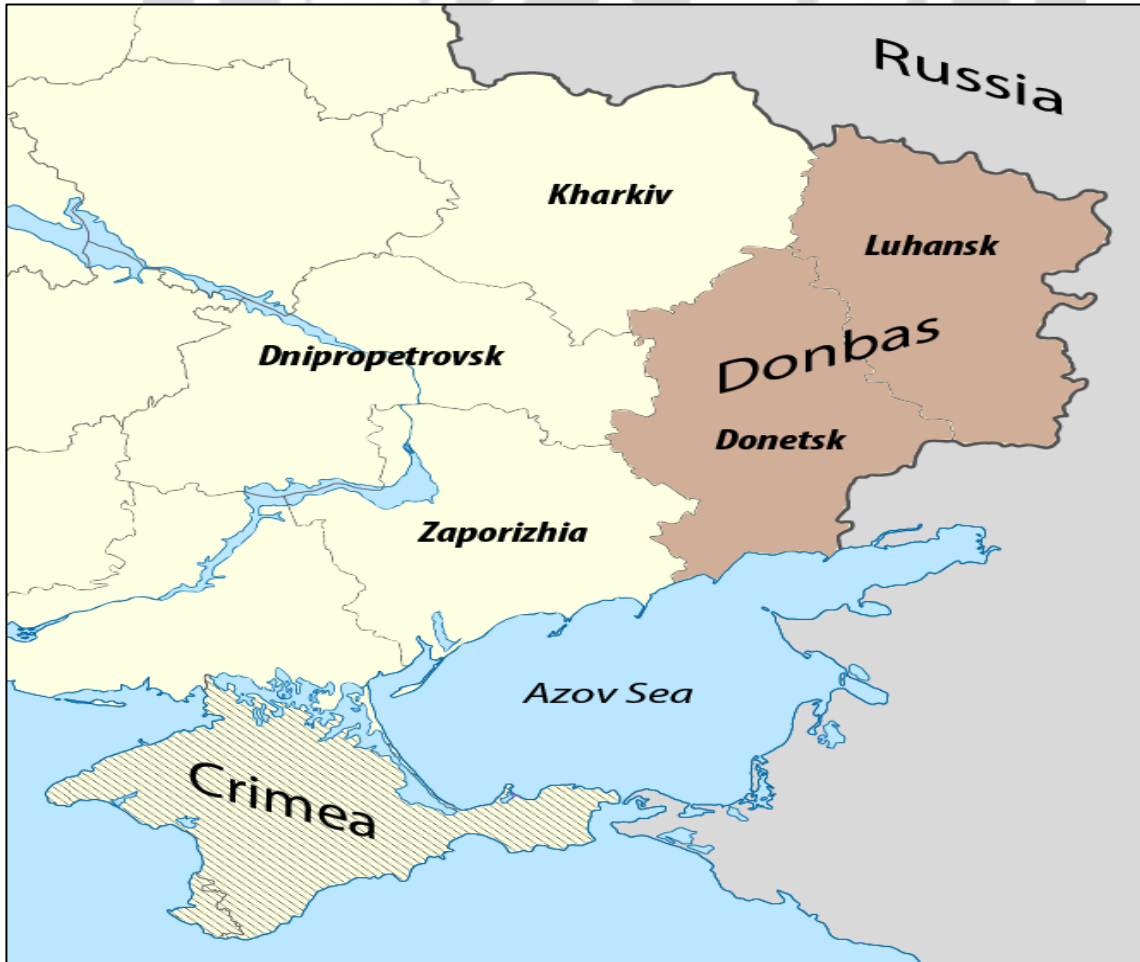 Russia
Kharkiv
Luhansk
Donbas
Dnipropetrovsk
Donetsk
Zaporizhia
Azov Sea
Crimea